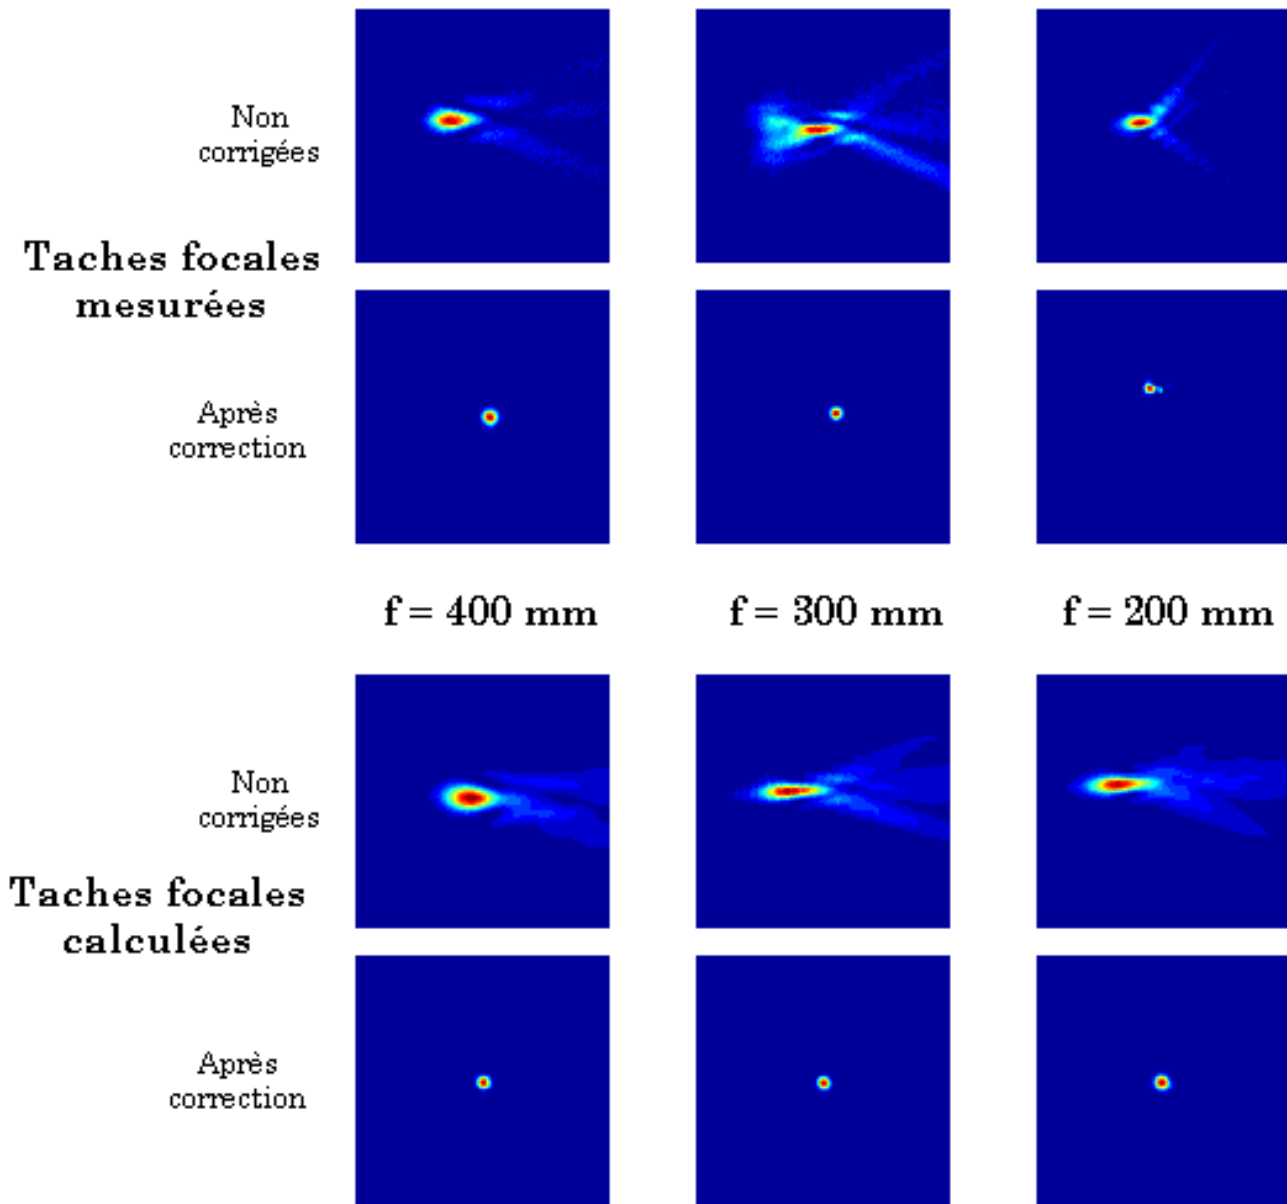 Non
corrigées
Taches focales
mesurées
Après
correction
f = 400 mm
f = 300 mm
f = 200 mm
Non
corrigées
Taches focales
calculées
Après
correction